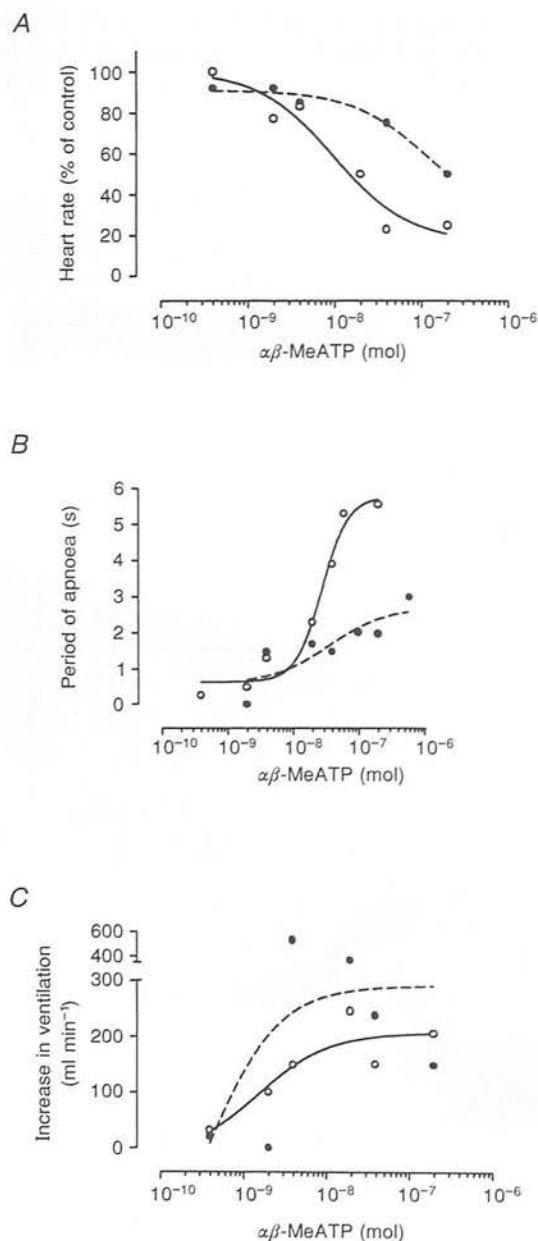 A
Heart rate (% of control)
100
80
60
40
20
0
10⁻¹⁰ 10⁻⁹ 10⁻⁸ 10⁻⁷ 10⁻⁶
αβ-MeATP (mol)
B
Period of apnoea (s)
6
5
4
3
2
1
0
10⁻¹⁰ 10⁻⁹ 10⁻⁸ 10⁻⁷ 10⁻⁶
αβ-MeATP (mol)
C
Increase in ventilation
(ml min⁻¹)
600
400
300
200
100
0
10⁻¹⁰ 10⁻⁹ 10⁻⁸ 10⁻⁷ 10⁻⁶
αβ-MeATP (mol)